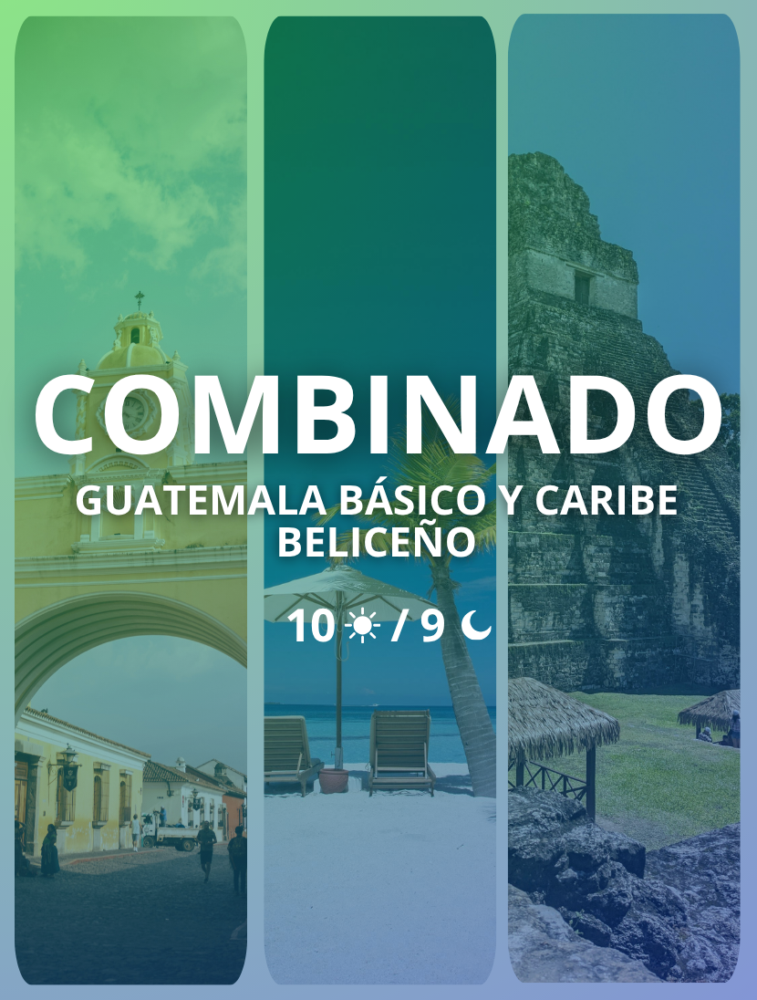 COMBINADO
GUATEMALA BÁSICO Y CARIBE
BELICEÑO
10 ☀ / 9 ☾